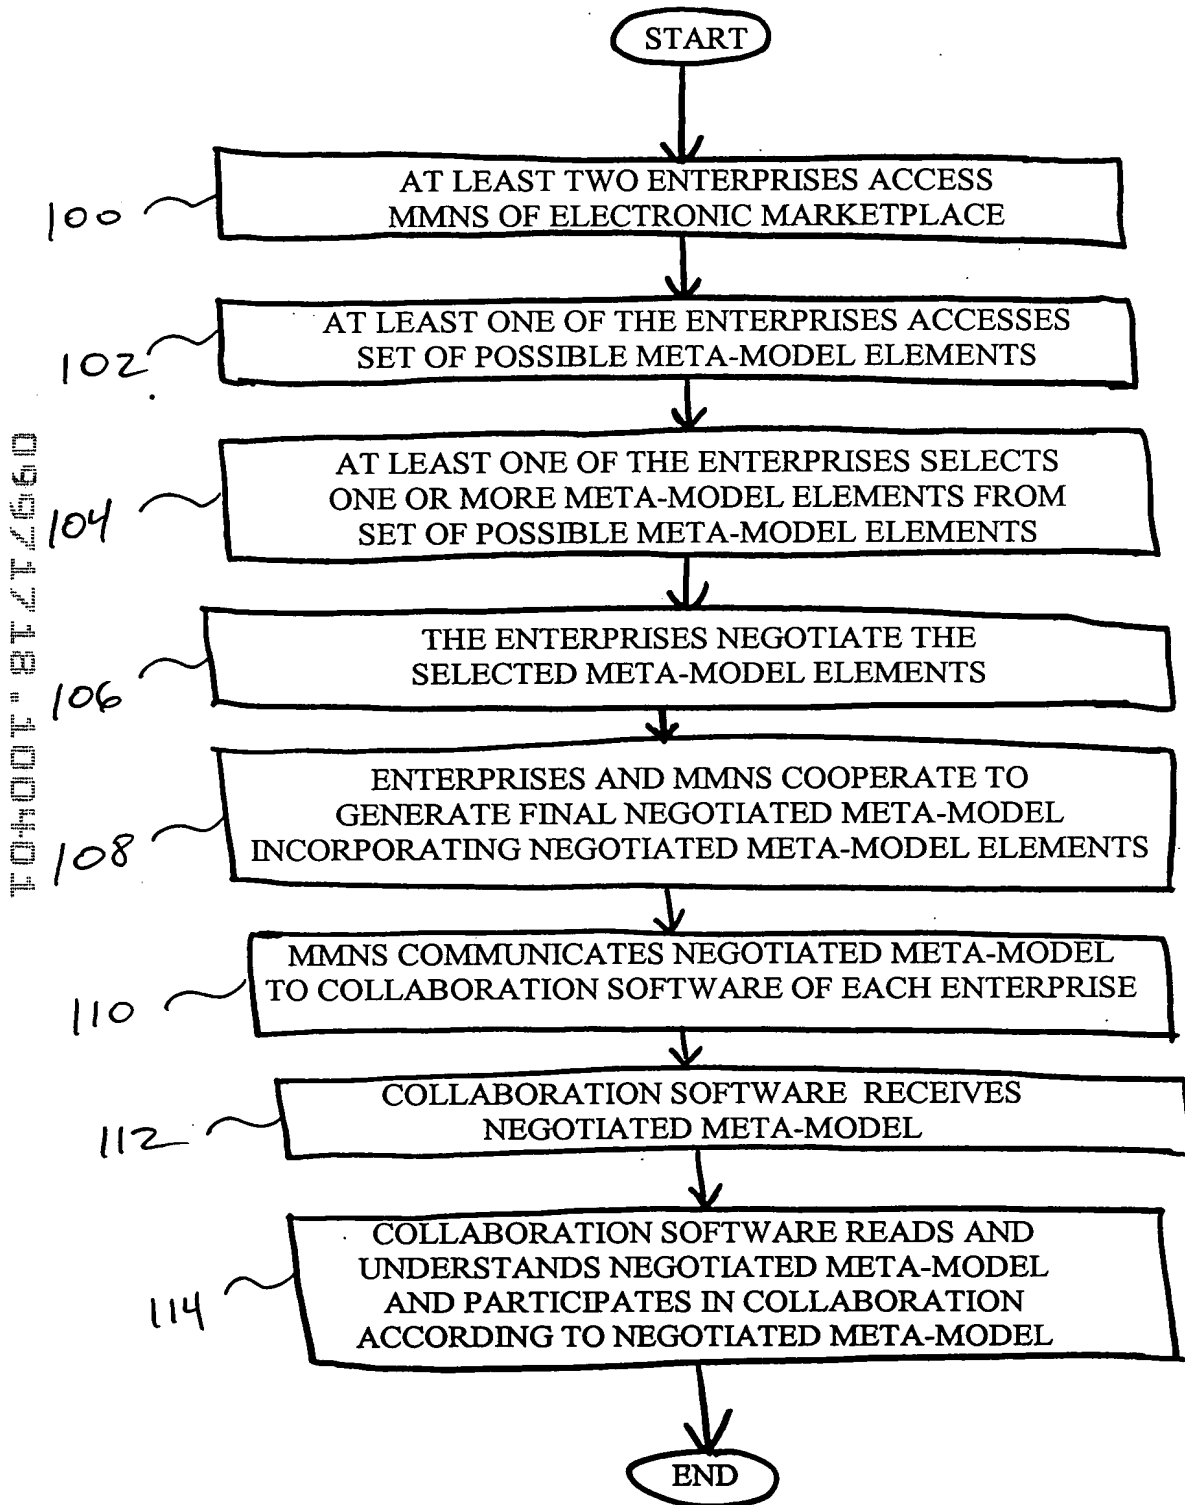 START
AT LEAST TWO ENTERPRISES ACCESS
MMNS OF ELECTRONIC MARKETPLACE
100
AT LEAST ONE OF THE ENTERPRISES ACCESSES
SET OF POSSIBLE META-MODEL ELEMENTS
102
AT LEAST ONE OF THE ENTERPRISES SELECTS
ONE OR MORE META-MODEL ELEMENTS FROM
SET OF POSSIBLE META-MODEL ELEMENTS
104
THE ENTERPRISES NEGOTIATE THE
SELECTED META-MODEL ELEMENTS
106
ENTERPRISES AND MMNS COOPERATE TO
GENERATE FINAL NEGOTIATED META-MODEL
INCORPORATING NEGOTIATED META-MODEL ELEMENTS
108
MMNS COMMUNICATES NEGOTIATED META-MODEL
TO COLLABORATION SOFTWARE OF EACH ENTERPRISE
110
COLLABORATION SOFTWARE RECEIVES
NEGOTIATED META-MODEL
112
COLLABORATION SOFTWARE READS AND
UNDERSTANDS NEGOTIATED META-MODEL
AND PARTICIPATES IN COLLABORATION
ACCORDING TO NEGOTIATED META-MODEL
114
END
09971718.100401